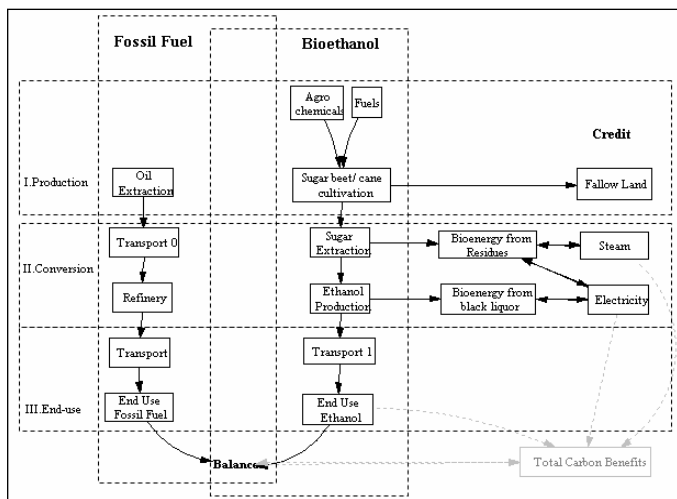 Fossil Fuel
Bioethanol
Agro
chemicals
Fuels
Credit
I.Production
Oil
Extraction
Sugar beet/ cane
cultivation
Fallow Land
Transport 0
Sugar
Extraction
Bioenergy from
Residues
Steam
II.Conversion
Refinery
Ethanol
Production
Bioenergy from
black liquor
Electricity
Transport
Transport 1
III.End-use
End Use
Fossil Fuel
End Use
Ethanol
Balance
Total Carbon Benefits